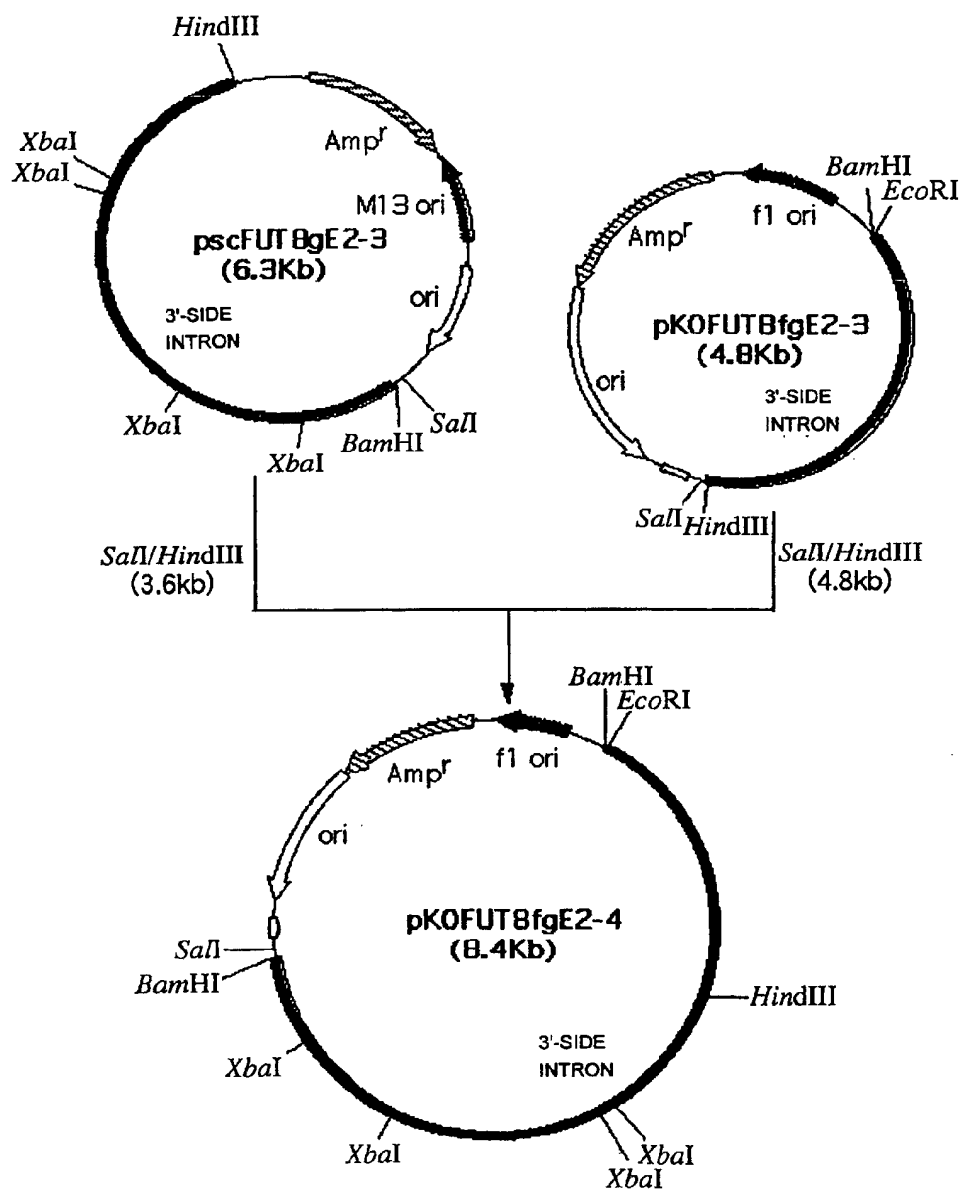 HindIII
XbaI
XbaI
Ampr
M13 ori
pscFUT8gE2-3
(6.3Kb)
ori
3'-SIDE
INTRON
XbaI
XbaI
BamHI
SalI
BamHI
EcoRI
f1 ori
Ampr
pKOFUT8fgE2-3
(4.8Kb)
ori
3'-SIDE
INTRON
SalI
HindIII
SalI/HindIII
(3.6kb)
SalI/HindIII
(4.8kb)
BamHI
EcoRI
f1 ori
Ampr
ori
pKOFUT8fgE2-4
(8.4Kb)
SalI
BamHI
HindIII
3'-SIDE
INTRON
XbaI
XbaI
XbaI
XbaI